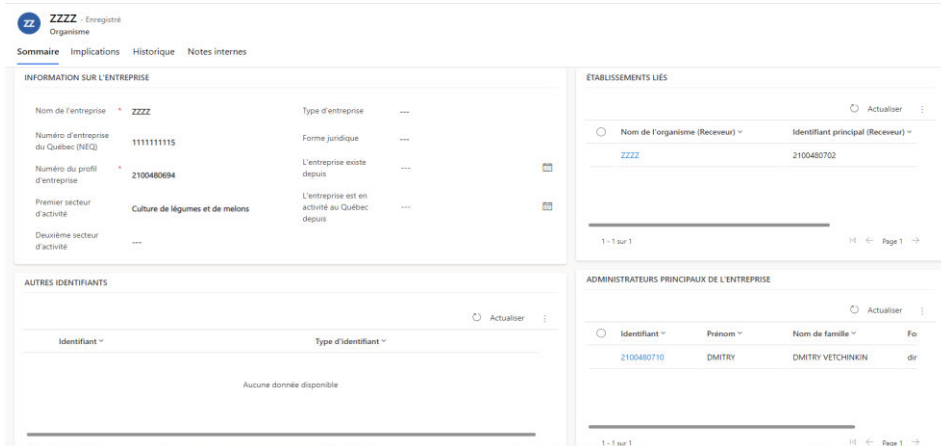 ZZ
ZZZZ - Enregistré
Organisme
Sommaire Implications Historique Notes internes
INFORMATION SUR L'ENTREPRISE
Nom de l'entreprise * ZZZZ
Numéro d'entreprise
du Québec (NEQ) 1111111115
Numéro du profil *
d'entreprise 2100480694
Premier secteur
d'activité Culture de légumes et de melons
Deuxième secteur
d'activité ---
Type d'entreprise ---
Forme juridique ---
L'entreprise existe
depuis ---
L'entreprise est en
activité au Québec ---
depuis
ÉTABLISSEMENTS LIÉS
Actualiser
Nom de l'organisme (Receveur) Identifiant principal (Receveur)
ZZZZ 2100480702
1 - 1 sur 1 Page 1
AUTRES IDENTIFIANTS
Actualiser
Identifiant Type d'identifiant
Aucune donnée disponible
ADMINISTRATEURS PRINCIPAUX DE L'ENTREPRISE
Actualiser
Identifiant Prénom Nom de famille Fo
2100480710 DMITRY DMITRY VETCHINKIN dir
1 - 1 sur 1 Page 1